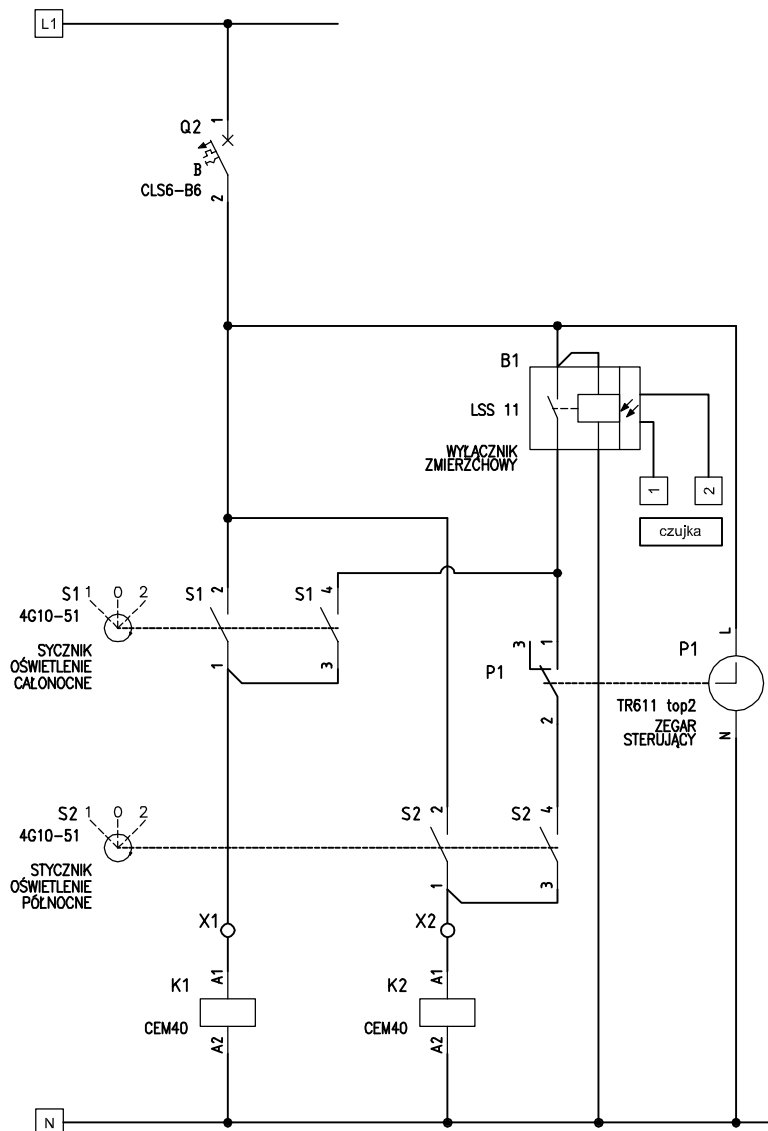 L1
1
Q2
B
CLS6-B6
2
B1
LSS 11
WYŁĄCZNIK
ZMIERZCHOWY
1
2
czujka
S1 1 0 2
4G10-51
SYCZNIK
OŚWIETLENIE
CAŁONOCNE
S1 2
1
S1 4
3
3 1
P1
2
L
P1
TR611 top2
ZEGAR
STERUJĄCY
N
S2 1 0 2
4G10-51
STYCZNIK
OŚWIETLENIE
PÓŁNOCNE
S2 2
1
S2 4
3
X1
X2
K1
A1
CEM40
A2
K2
A1
CEM40
A2
N